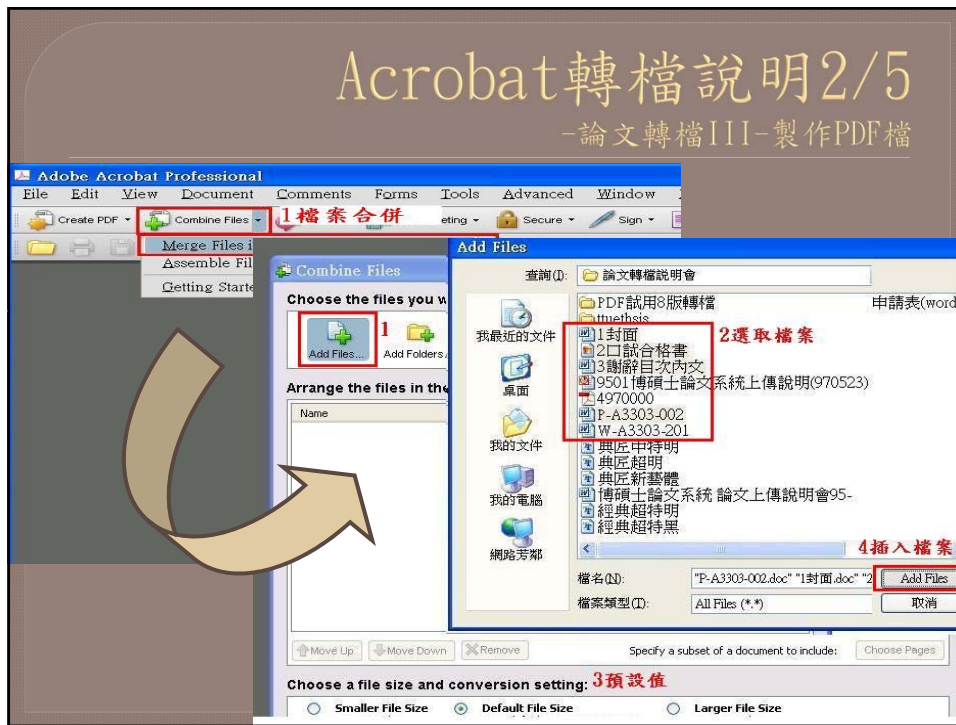 Acrobat轉檔說明2/5
-論文轉檔III-製作PDF檔
Adobe Acrobat Professional
File Edit View Document Comments Forms Tools Advanced Window
Create PDF Combine Files 1檔案合併 eting Secure Sign
Merge Files i
Assemble Fil
Getting Starte
Combine Files
Choose the files you w
1
Add Files... Add Folders
Arrange the files in the
Name
Add Files
查詢(I): 論文轉檔說明會
我最近的文件
桌面
我的文件
我的電腦
網路芳鄰
PDF試用8版轉檔 申請表(word
ttuethsis
1封面 2選取檔案
2口試合格書
3謝辭目次內文
9501博碩士論文系統上傳說明(970523)
4970000
P-A3303-002
W-A3303-201
典匠中特明
典匠超明
典匠新藝體
博碩士論文系統 論文上傳說明會95-
經典超特明
經典超特黑
4插入檔案
檔名(N): "P-A3303-002.doc" "1封面.doc" "2 Add Files
檔案類型(T): All Files (*.*) 取消
Move Up Move Down Remove Specify a subset of a document to include: Choose Pages
Choose a file size and conversion setting: 3預設值
Smaller File Size Default File Size Larger File Size